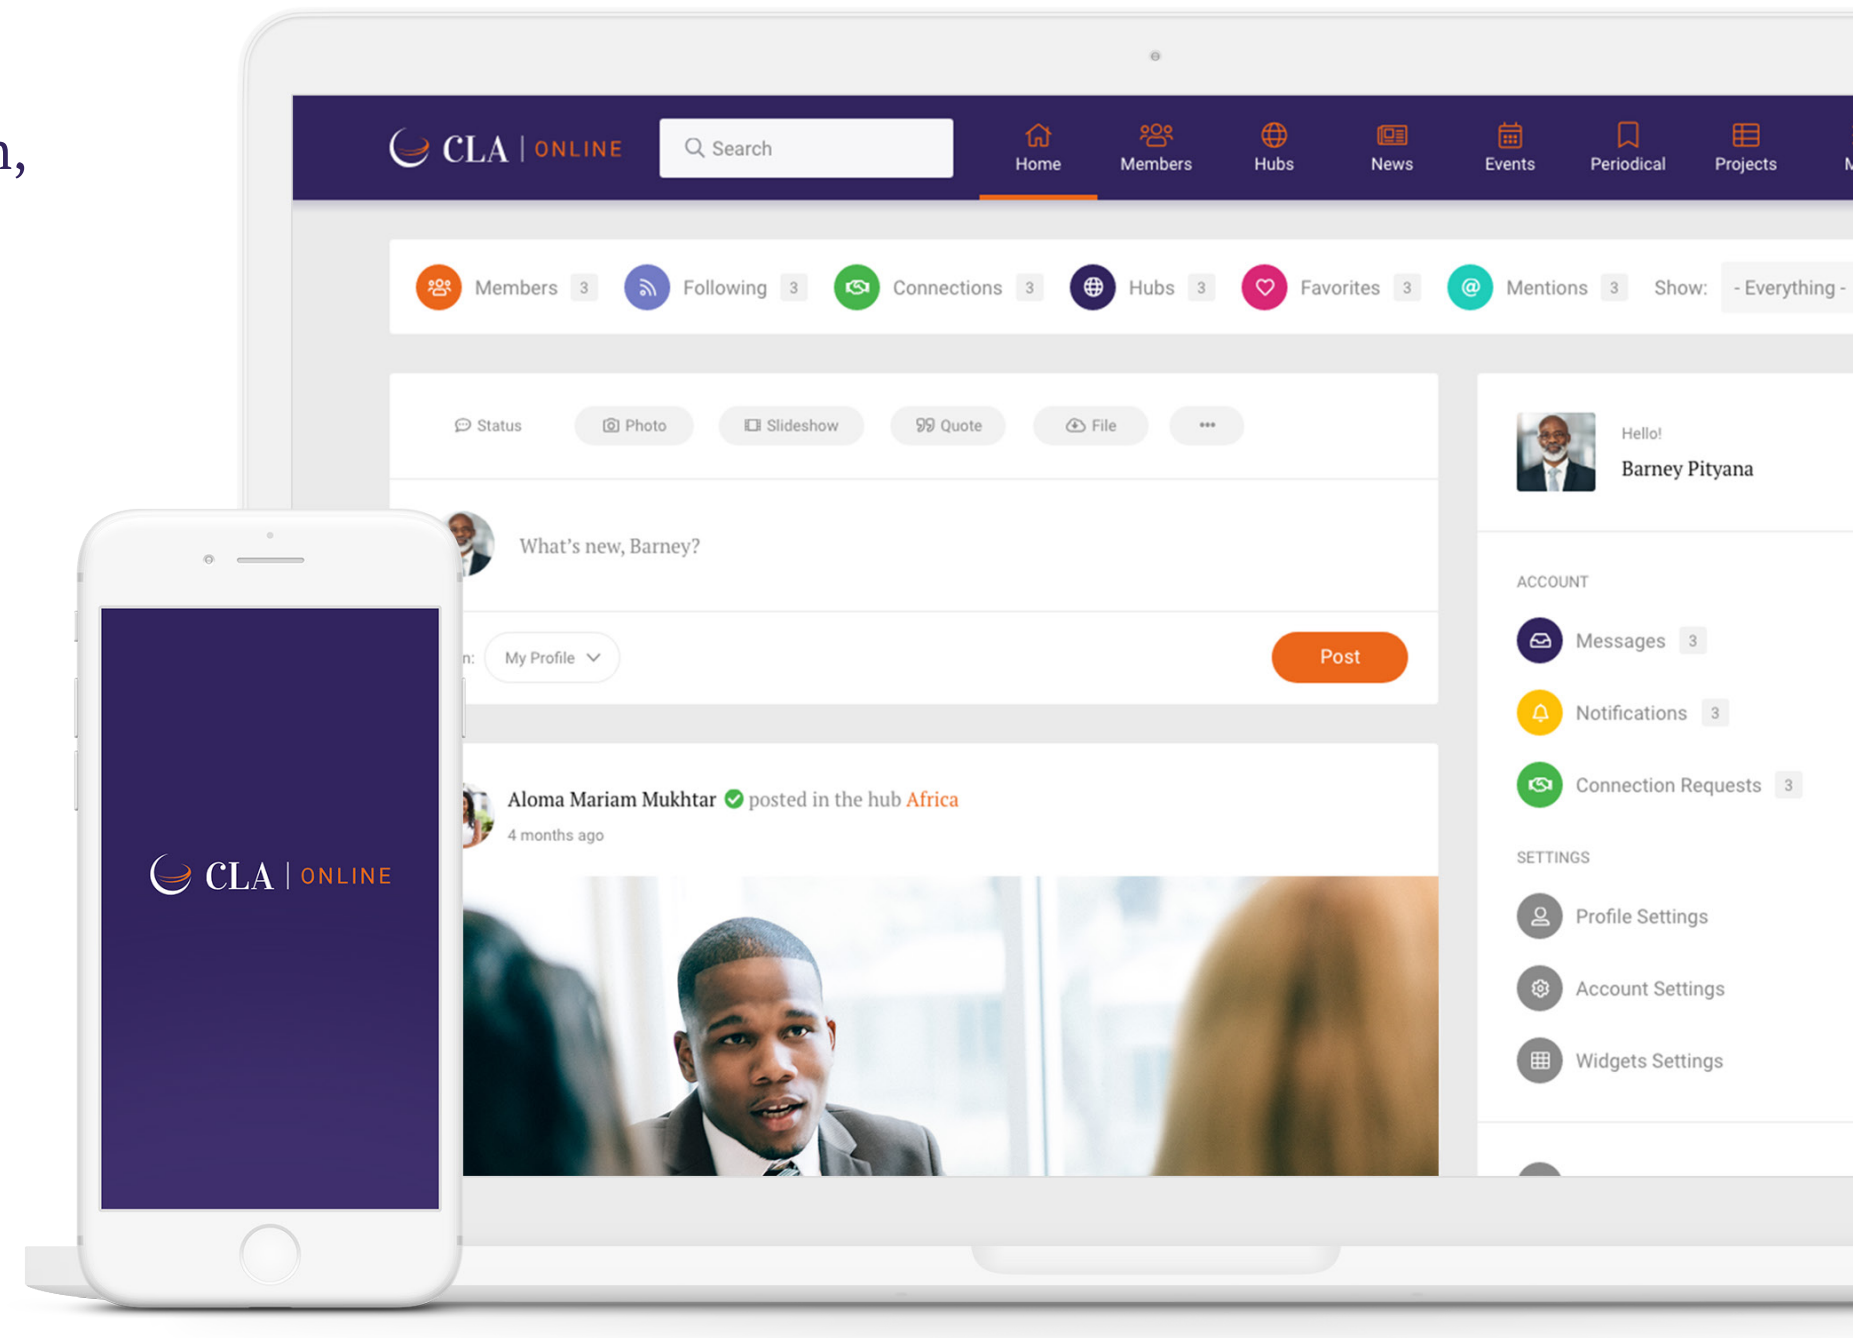 n,
CLA | ONLINE
Search
Home
Members
Hubs
News
Events
Periodical
Projects
M
Members 3
Following 3
Connections 3
Hubs 3
Favorites 3
@ Mentions 3
Show: - Everything -
Status
Photo
Slideshow
Quote
File
•••
Hello!
Barney Pityana
What's new, Barney?
n: My Profile
Post
ACCOUNT
Messages 3
Notifications 3
Connection Requests 3
Aloma Mariam Mukhtar posted in the hub Africa
4 months ago
SETTINGS
Profile Settings
Account Settings
Widgets Settings
CLA | ONLINE